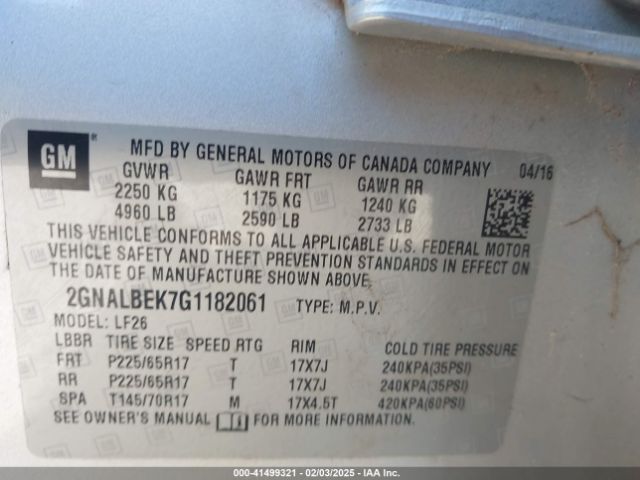 GM ®
MFD BY GENERAL MOTORS OF CANADA COMPANY 04/16
GVWR GAWR FRT GAWR RR
2250 KG 1175 KG 1240 KG
4960 LB 2590 LB 2733 LB
THIS VEHICLE CONFORMS TO ALL APPLICABLE U.S. FEDERAL MOTOR
VEHICLE SAFETY AND THEFT PREVENTION STANDARDS IN EFFECT ON
THE DATE OF MANUFACTURE SHOWN ABOVE.
2GNALBEK7G1182061 TYPE: M.P.V.
MODEL: LF26
LBBR TIRE SIZE SPEED RTG RIM COLD TIRE PRESSURE
FRT P225/65R17 T 17X7J 240KPA(35PSI)
RR P225/65R17 T 17X7J 240KPA(35PSI)
SPA T145/70R17 M 17X4.5T 420KPA(60PSI)
SEE OWNER'S MANUAL FOR MORE INFORMATION.
000-41499321 - 02/03/2025 - IAA Inc.